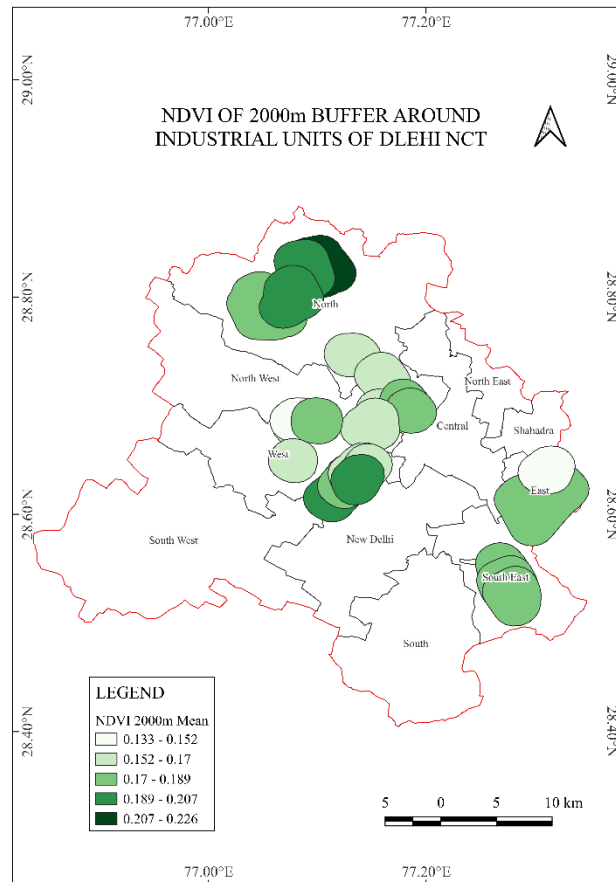 77.00°E 77.20°E
29.00°N 29.00°N
NDVI OF 2000m BUFFER AROUND
INDUSTRIAL UNITS OF DLEHI NCT
28.80°N 28.80°N
North
North West
North East
Shahadra
Central
West
East
28.60°N 28.60°N
South West
New Delhi
South East
South
LEGEND
NDVI 2000m Mean
0.133 - 0.152
0.152 - 0.17
0.17 - 0.189
0.189 - 0.207
0.207 - 0.226
28.40°N 28.40°N
5 0 5 10 km
77.00°E 77.20°E